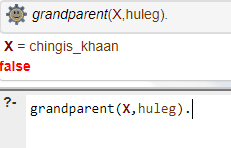 grandparent(X,huleg).
X = chingis_khaan
false
?- grandparent(X,huleg).